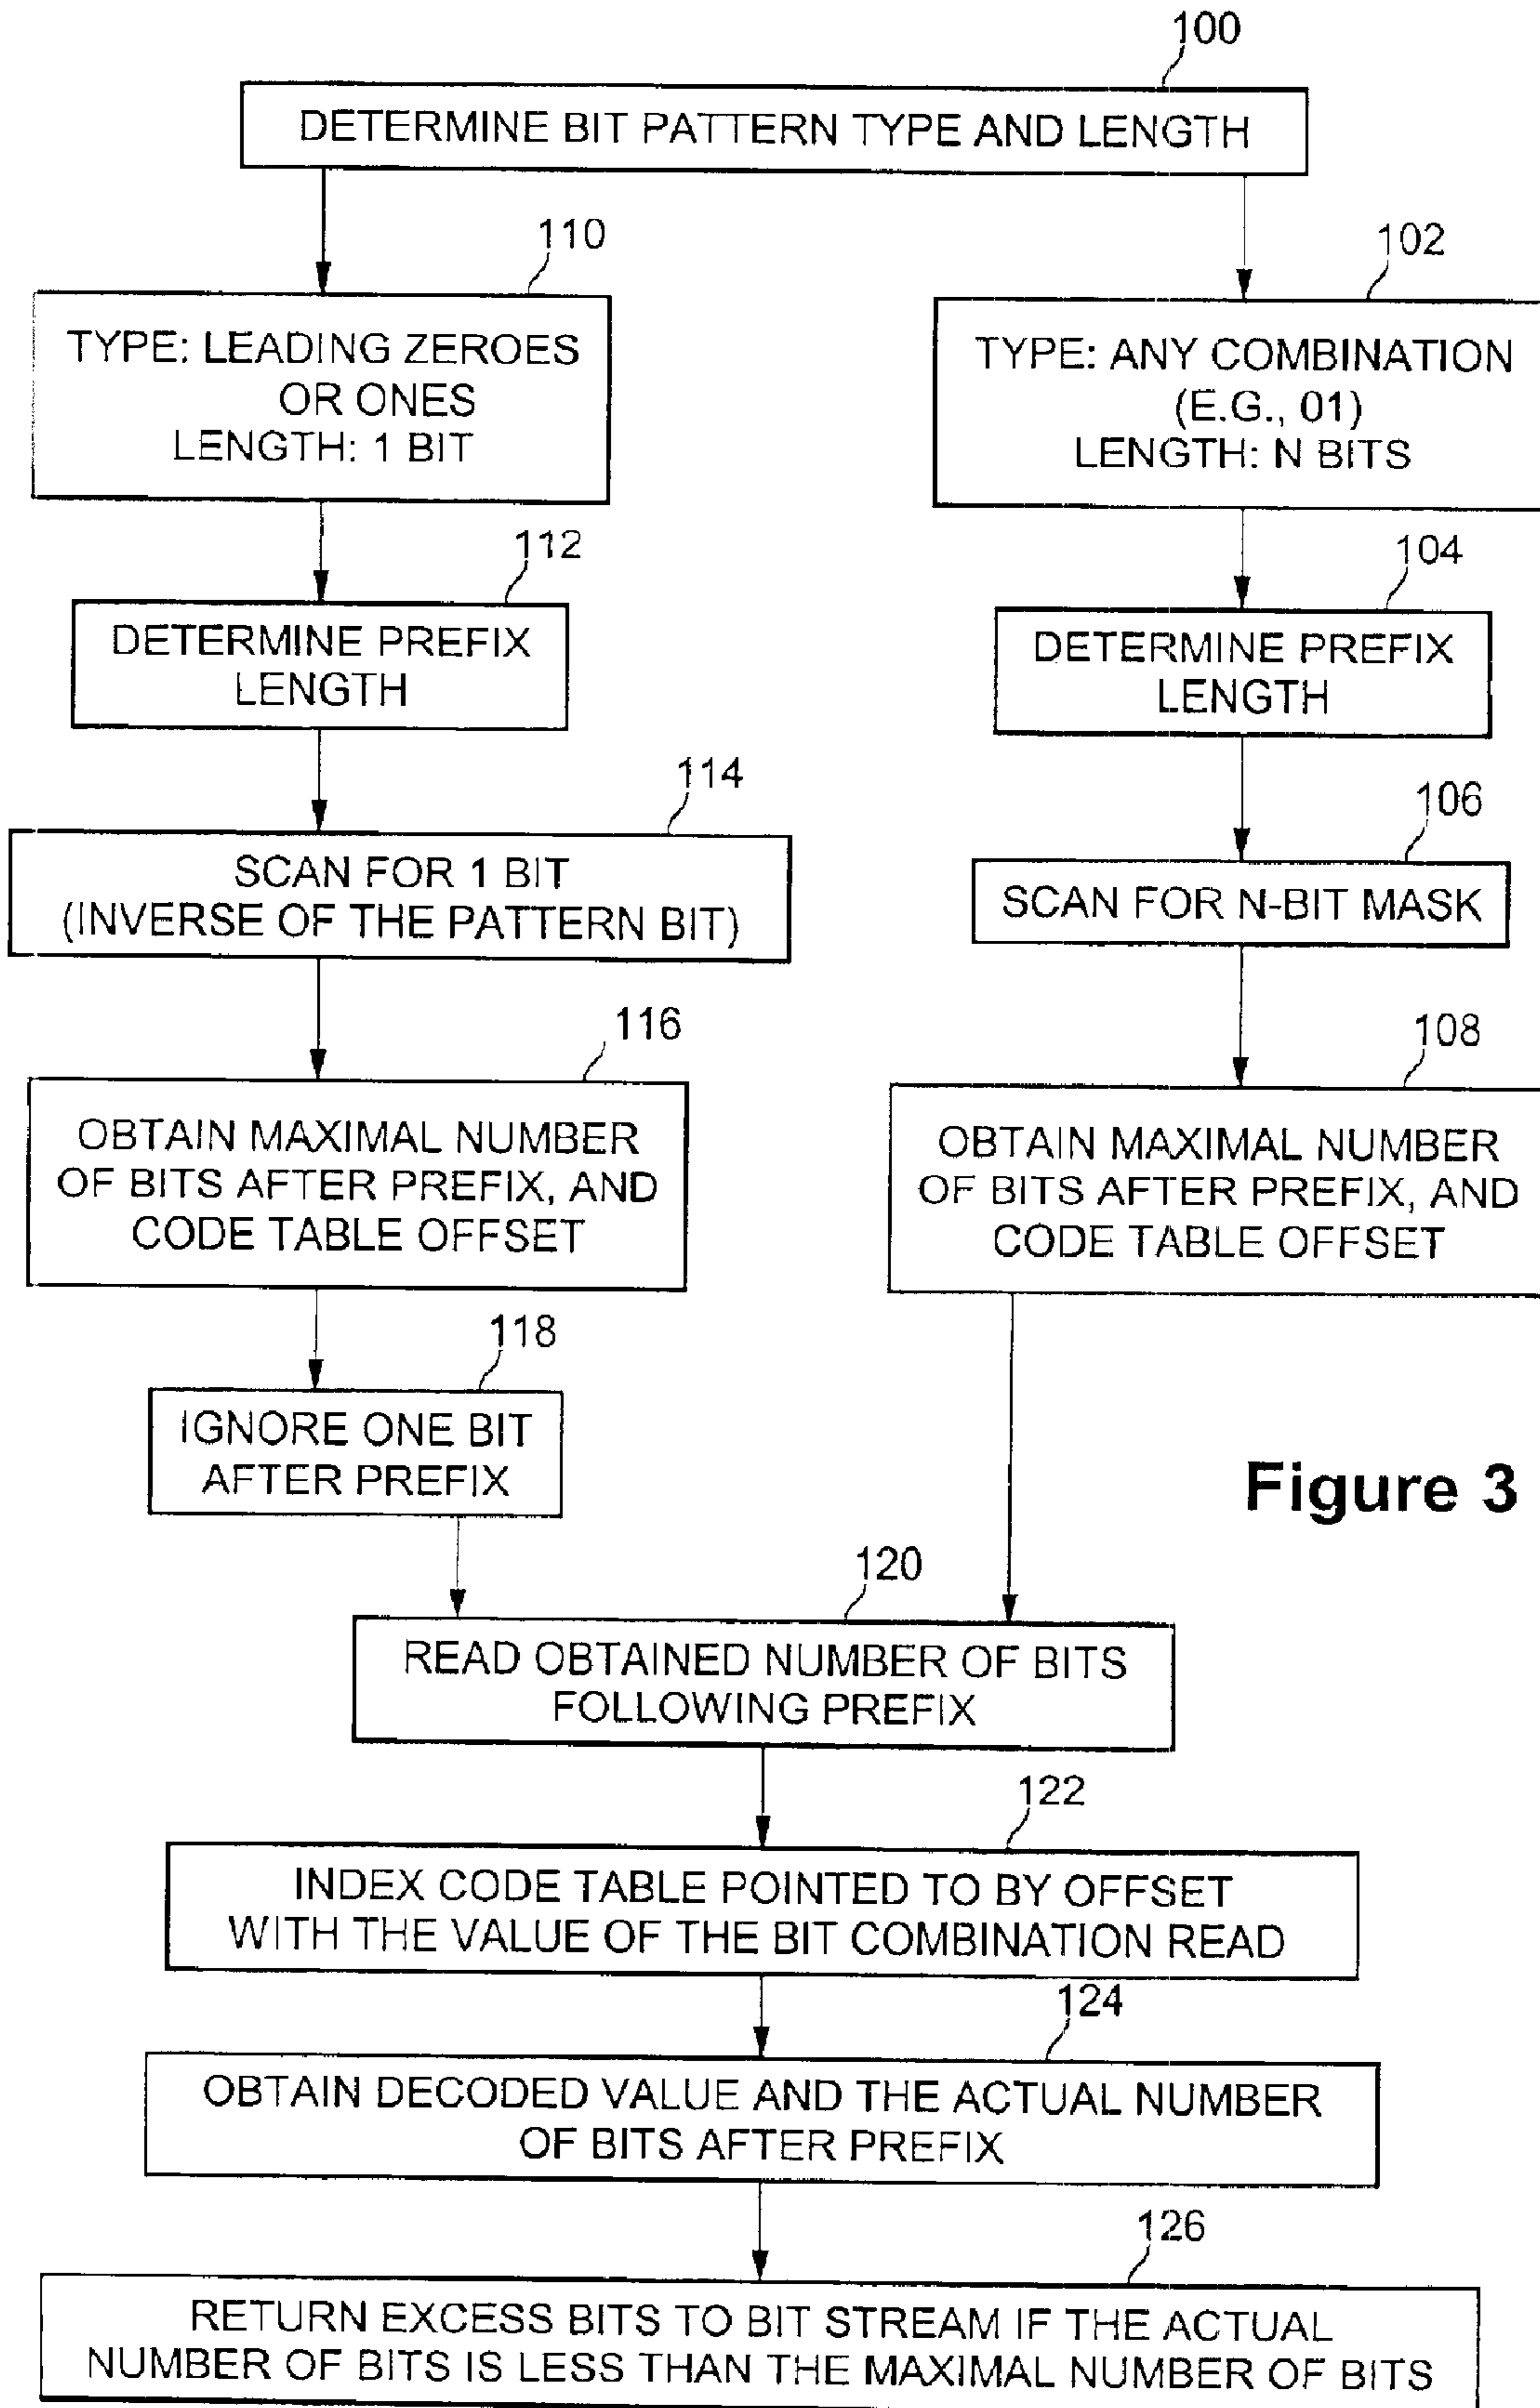 100
DETERMINE BIT PATTERN TYPE AND LENGTH
110
TYPE: LEADING ZEROES
OR ONES
LENGTH: 1 BIT
102
TYPE: ANY COMBINATION
(E.G., 01)
LENGTH: N BITS
112
DETERMINE PREFIX
LENGTH
104
DETERMINE PREFIX
LENGTH
114
SCAN FOR 1 BIT
(INVERSE OF THE PATTERN BIT)
106
SCAN FOR N-BIT MASK
116
OBTAIN MAXIMAL NUMBER
OF BITS AFTER PREFIX, AND
CODE TABLE OFFSET
108
OBTAIN MAXIMAL NUMBER
OF BITS AFTER PREFIX, AND
CODE TABLE OFFSET
118
IGNORE ONE BIT
AFTER PREFIX
Figure 3
120
READ OBTAINED NUMBER OF BITS
FOLLOWING PREFIX
122
INDEX CODE TABLE POINTED TO BY OFFSET
WITH THE VALUE OF THE BIT COMBINATION READ
124
OBTAIN DECODED VALUE AND THE ACTUAL NUMBER
OF BITS AFTER PREFIX
126
RETURN EXCESS BITS TO BIT STREAM IF THE ACTUAL
NUMBER OF BITS IS LESS THAN THE MAXIMAL NUMBER OF BITS